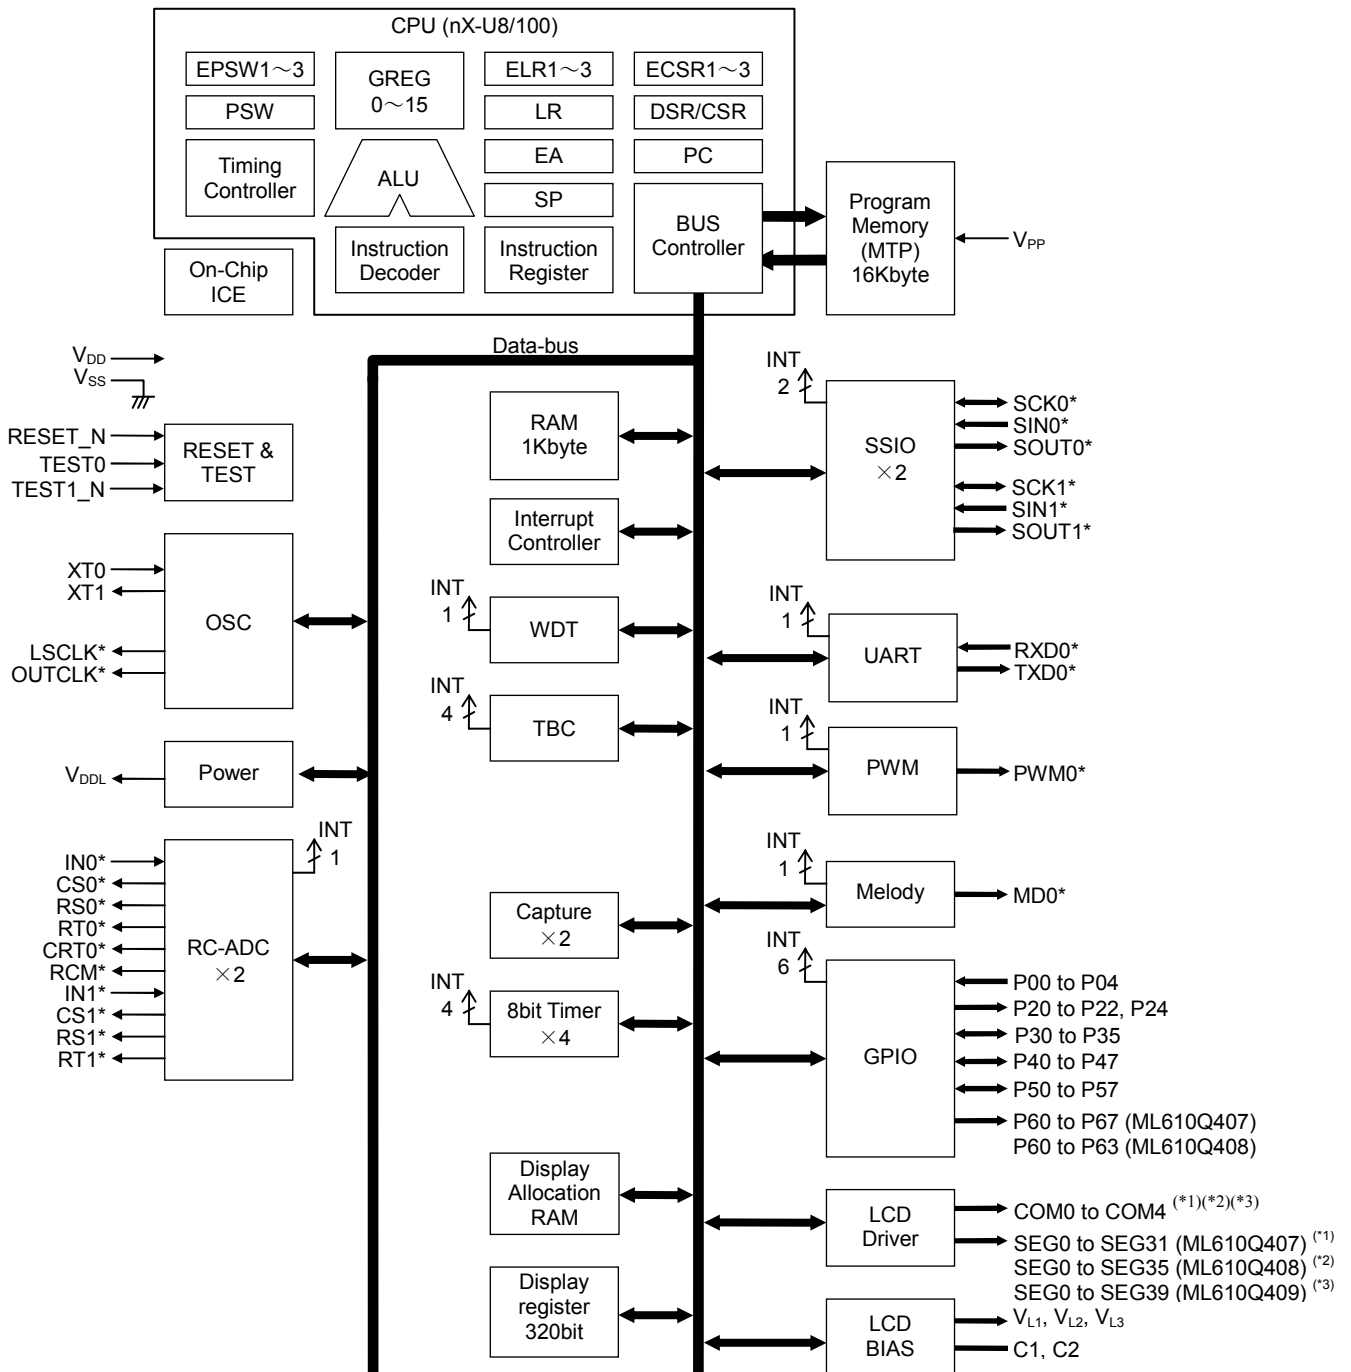 CPU (nX-U8/100)
EPSW1～3
GREG
0～15
ELR1～3
ECSR1～3
PSW
LR
DSR/CSR
Timing
Controller
ALU
EA
PC
SP
BUS
Controller
Program
Memory
(MTP)
16Kbyte
VPP
On-Chip
ICE
Instruction
Decoder
Instruction
Register
Data-bus
VDD
VSS
RESET_N
TEST0
TEST1_N
RESET &
TEST
RAM
1Kbyte
INT
2
SSIO
×2
SCK0*
SIN0*
SOUT0*
SCK1*
SIN1*
SOUT1*
Interrupt
Controller
XT0
XT1
LSCLK*
OUTCLK*
OSC
INT
1
WDT
INT
1
UART
RXD0*
TXD0*
INT
4
TBC
INT
1
PWM
PWM0*
VDDL
Power
INT
1
IN0*
CS0*
RS0*
RT0*
CRT0*
RCM*
IN1*
CS1*
RS1*
RT1*
RC-ADC
×2
INT
1
Melody
MD0*
Capture
×2
INT
4
8bit Timer
×4
INT
6
GPIO
P00 to P04
P20 to P22, P24
P30 to P35
P40 to P47
P50 to P57
P60 to P67 (ML610Q407)
P60 to P63 (ML610Q408)
Display
Allocation
RAM
LCD
Driver
COM0 to COM4 (*1)(*2)(*3)
SEG0 to SEG31 (ML610Q407) (*1)
SEG0 to SEG35 (ML610Q408) (*2)
SEG0 to SEG39 (ML610Q409) (*3)
Display
register
320bit
LCD
BIAS
VL1, VL2, VL3
C1, C2